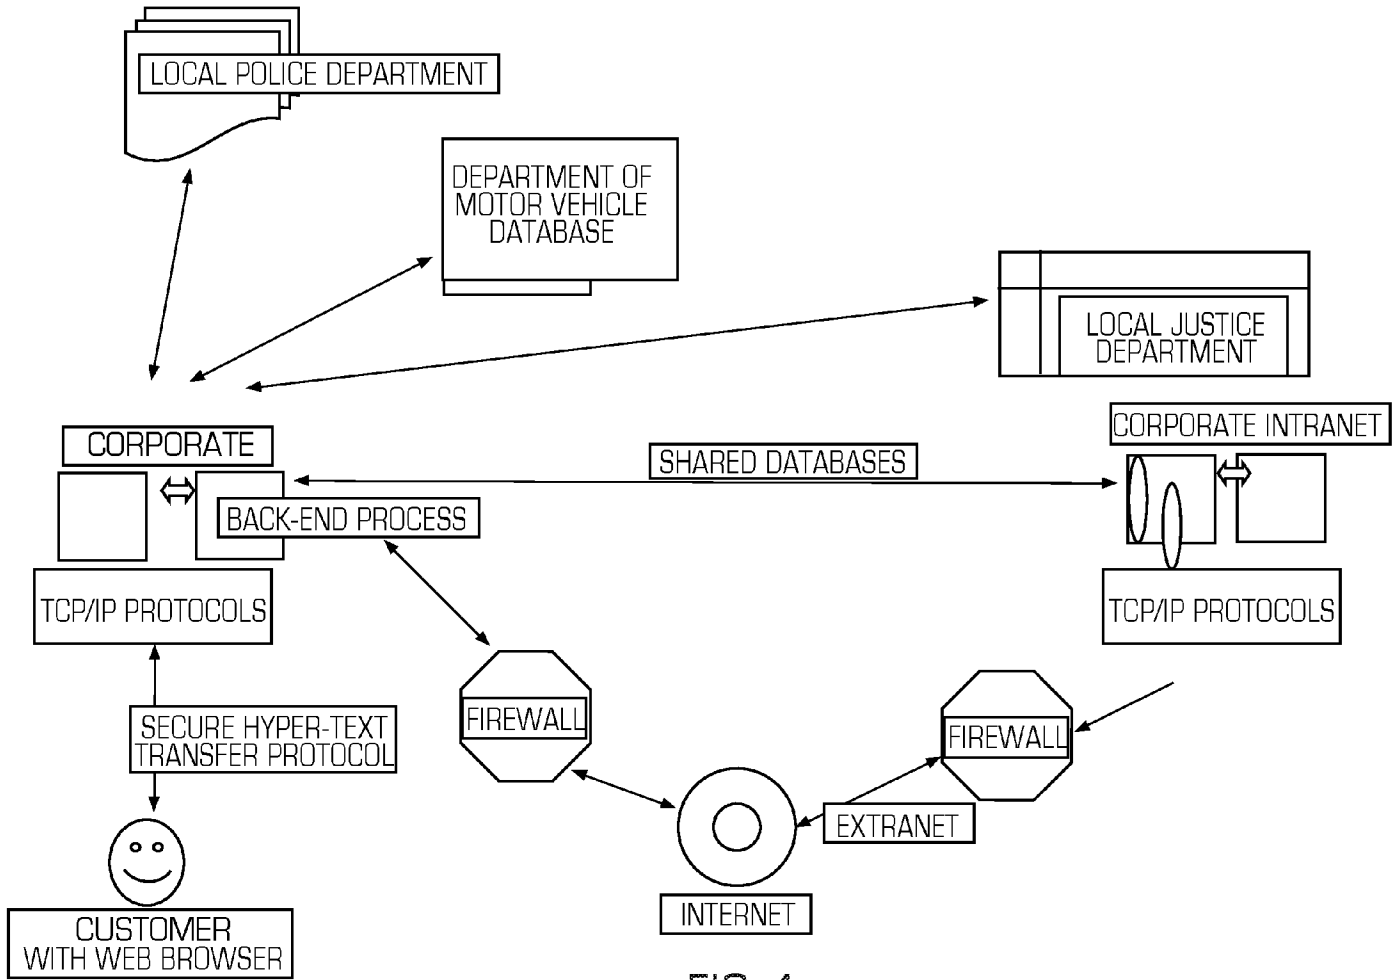 LOCAL POLICE DEPARTMENT
DEPARTMENT OF
MOTOR VEHICLE
DATABASE
LOCAL JUSTICE
DEPARTMENT
CORPORATE
CORPORATE INTRANET
SHARED DATABASES
BACK-END PROCESS
TCP/IP PROTOCOLS
TCP/IP PROTOCOLS
SECURE HYPER-TEXT
TRANSFER PROTOCOL
FIREWALL
FIREWALL
EXTRANET
INTERNET
CUSTOMER
WITH WEB BROWSER